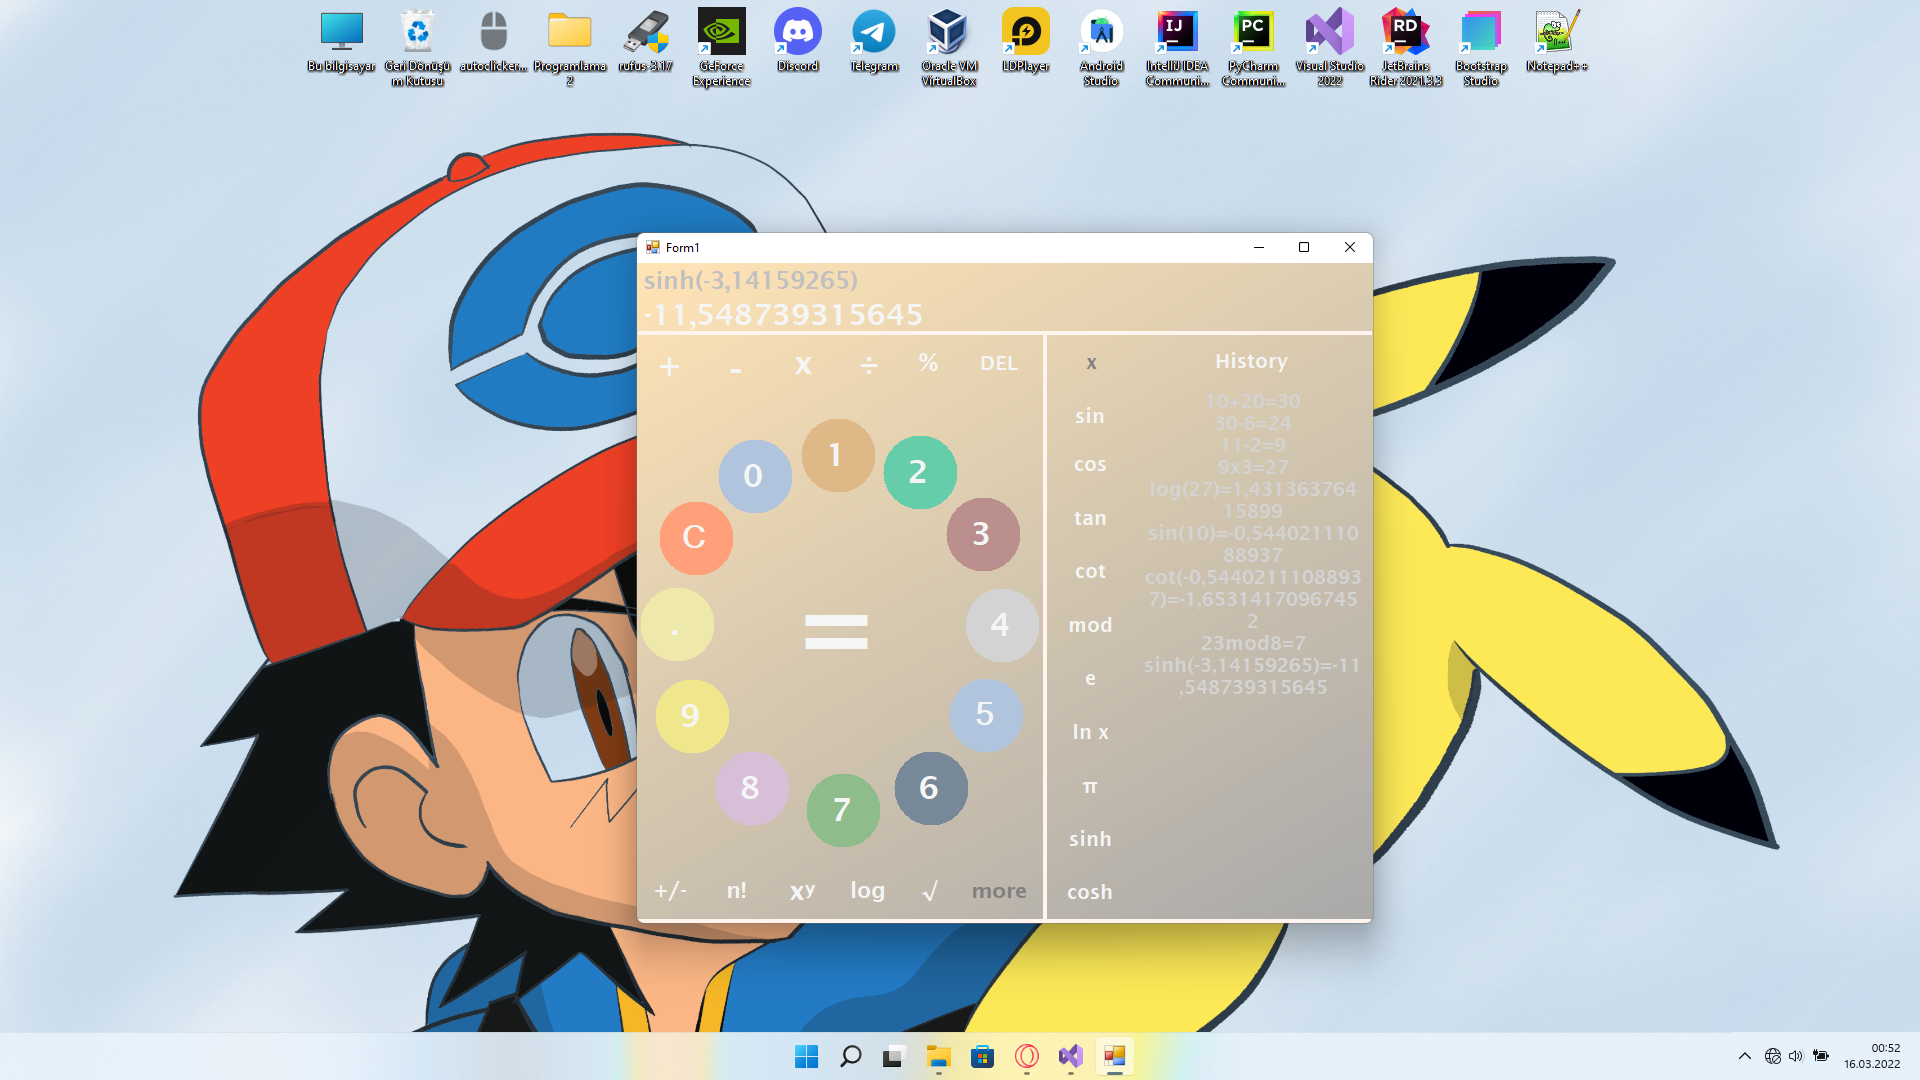 Bu bilgisayar
Geri Dönüşü
m Kutusu
autoclicker...
Programlama
2
rufus-3.17
GeForce
Experience
Discord
Telegram
Oracle VM
VirtualBox
LDPlayer
Android
Studio
IJ
IntelliJ IDEA
Communi...
PC
PyCharm
Communi...
Visual Studio
2022
RD
JetBrains
Rider 2021.3.3
Bootstrap
Studio
Notepad++
Form1
sinh(-3,14159265)
-11,548739315645
+ - x ÷ % DEL
0
1
2
3
C
.
=
4
9
5
8
7
6
+/- n! xy log √ more
x
sin
cos
tan
cot
mod
e
ln x
π
sinh
cosh
History
10+20=30
30-6=24
11-2=9
9x3=27
log(27)=1,431363764
15899
sin(10)=-0,544021110
88937
cot(-0,5440211108893
7)=-1,6531417096745
2
23mod8=7
sinh(-3,14159265)=-11
,548739315645
00:52
16.03.2022